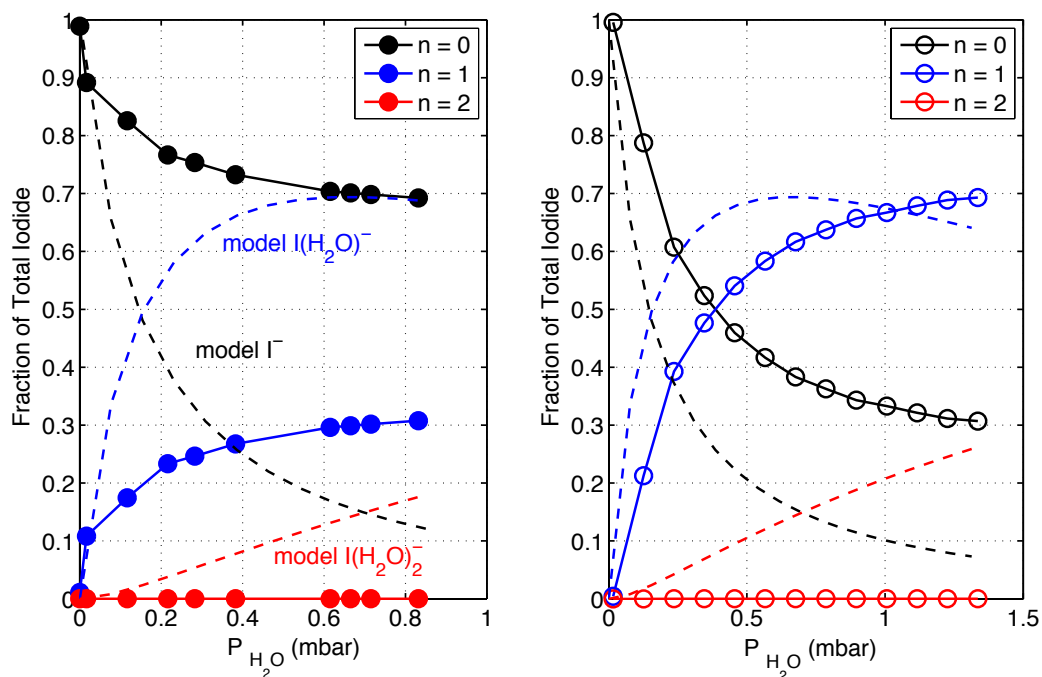 Fraction of Total Iodide
1
0.9
0.8
0.7
0.6
0.5
0.4
0.3
0.2
0.1
0
n = 0
n = 1
n = 2
model I(H₂O)⁻
model I⁻
model I(H₂O)₂⁻
0 0.2 0.4 0.6 0.8 1
P H₂O (mbar)
Fraction of Total Iodide
1
0.9
0.8
0.7
0.6
0.5
0.4
0.3
0.2
0.1
0
n = 0
n = 1
n = 2
0 0.5 1 1.5
P H₂O (mbar)